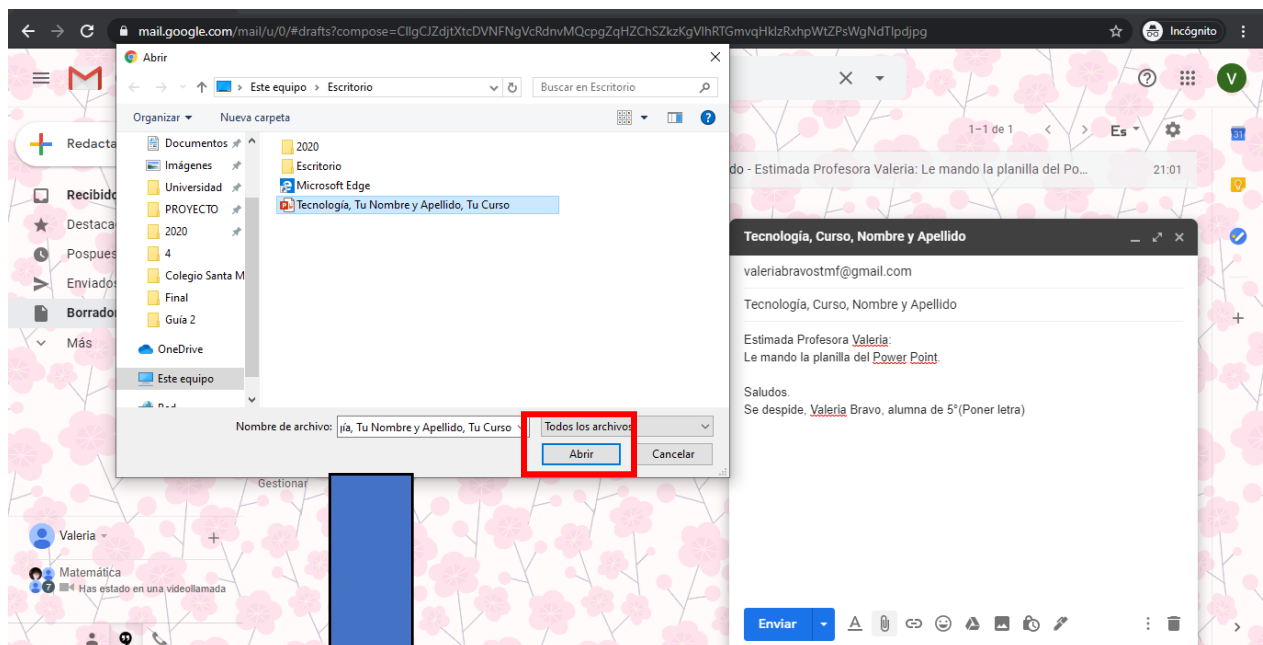 mail.google.com/mail/u/0/#drafts?compose=CllgCJZdjtXtcDVNFNgVcRdnvMQcpgZqHZChSZkzKgVlhRTGmvqHklzRxhpWtZPsWgNdTlpdjpg
Incógnito
Abrir
Este equipo > Escritorio
Buscar en Escritorio
Organizar
Nueva carpeta
Documentos
Imágenes
Universidad
PROYECTO
2020
4
Colegio Santa M
Final
Guía 2
OneDrive
Este equipo
2020
Escritorio
Microsoft Edge
Tecnología, Tu Nombre y Apellido, Tu Curso
Nombre de archivo:
ıía, Tu Nombre y Apellido, Tu Curso
Todos los archivos
Abrir
Cancelar
M
V
Redacta
Recibido
Destaca
Pospues
Enviados
Borrado
Más
Gestionar
Valeria
Matemática
7
Has estado en una videollamada
1–1 de 1
Es
31
do - Estimada Profesora Valeria: Le mando la planilla del Po...
21:01
Tecnología, Curso, Nombre y Apellido
valeriabravostmf@gmail.com
Tecnología, Curso, Nombre y Apellido
Estimada Profesora Valeria:
Le mando la planilla del Power Point.
Saludos.
Se despide, Valeria Bravo, alumna de 5°(Poner letra)
Enviar